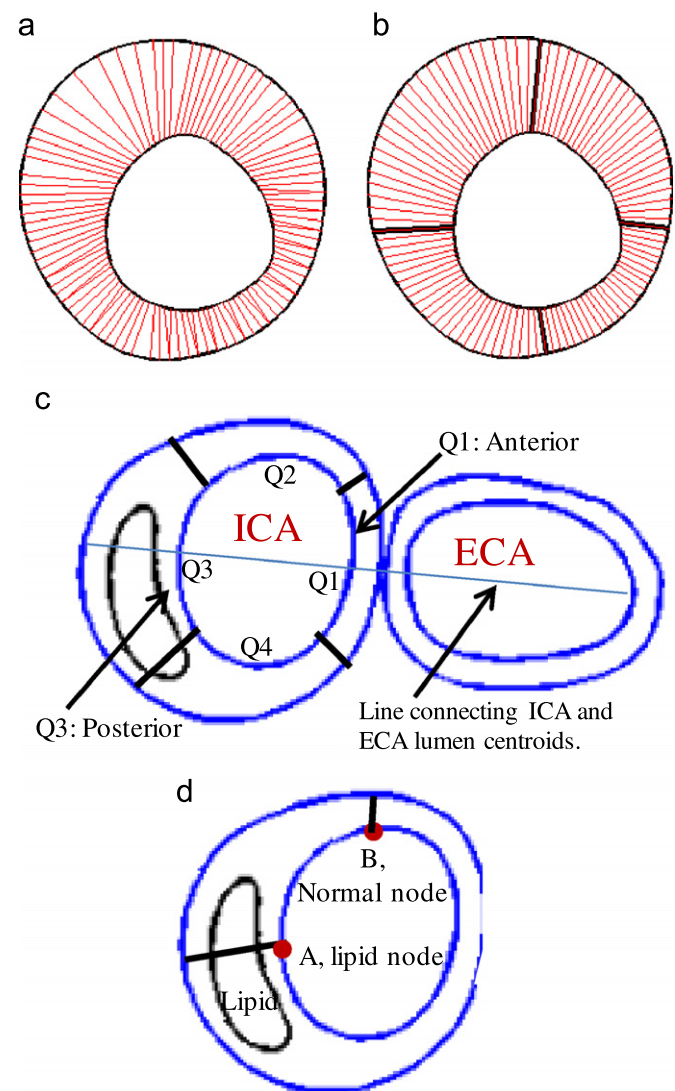 a
b
c
Q1: Anterior
Q2
ICA
ECA
Q3
Q1
Q4
Q3: Posterior
Line connecting ICA and
ECA lumen centroids.
d
B,
Normal node
A, lipid node
Lipid